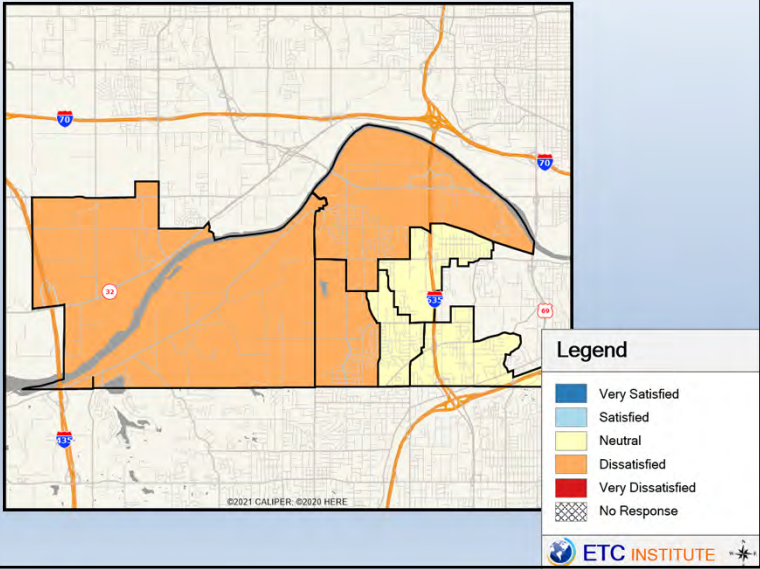 70
70
32
635
69
435
Legend
Very Satisfied
Satisfied
Neutral
Dissatisfied
Very Dissatisfied
No Response
©2021 CALIPER; ©2020 HERE
ETC INSTITUTE
N
W
E
S